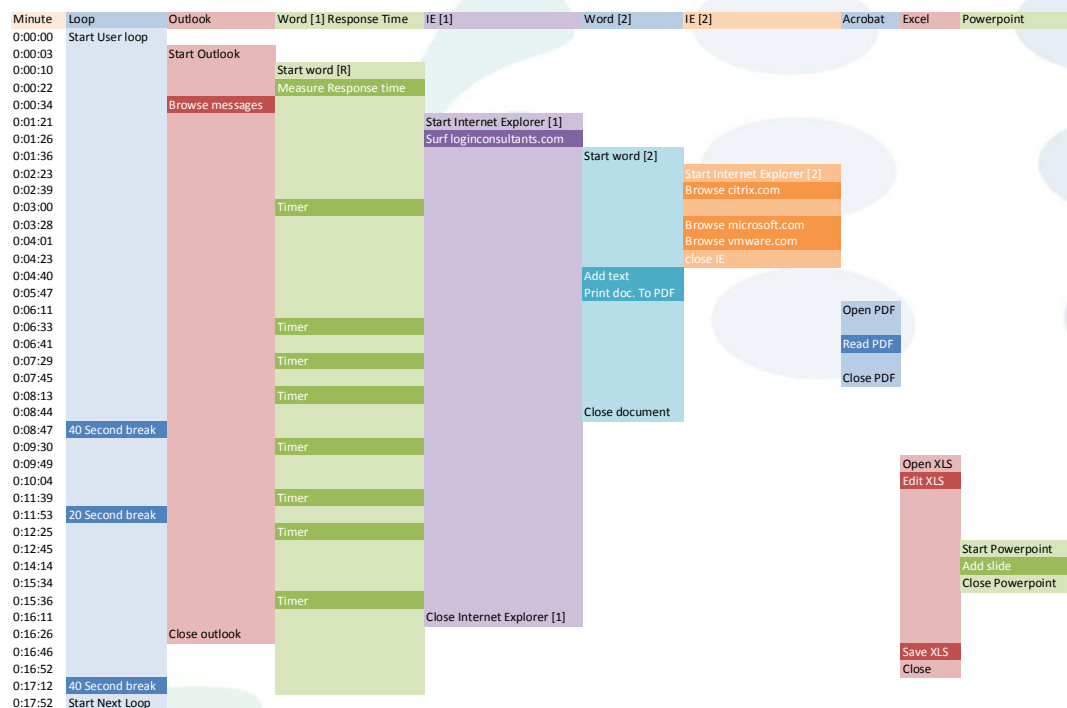 Minute Loop Outlook Word [1] Response Time IE [1] Word [2] IE [2] Acrobat Excel Powerpoint
0:00:00 Start User loop
0:00:03 Start Outlook
0:00:10 Start word [R]
0:00:22 Measure Response time
0:00:34 Browse messages
0:01:21 Start Internet Explorer [1]
0:01:26 Surf loginconsultants.com
0:01:36 Start word [2]
0:02:23 Start Internet Explorer [2]
0:02:39 Browse citrix.com
0:03:00 Timer
0:03:28 Browse microsoft.com
0:04:01 Browse vmware.com
0:04:23 close IE
0:04:40 Add text
0:05:47 Print doc. To PDF
0:06:11 Open PDF
0:06:33 Timer
0:06:41 Read PDF
0:07:29 Timer
0:07:45 Close PDF
0:08:13 Timer
0:08:44 Close document
0:08:47 40 Second break
0:09:30 Timer
0:09:49 Open XLS
0:10:04 Edit XLS
0:11:39 Timer
0:11:53 20 Second break
0:12:25 Timer
0:12:45 Start Powerpoint
0:14:14 Add slide
0:15:34 Close Powerpoint
0:15:36 Timer
0:16:11 Close Internet Explorer [1]
0:16:26 Close outlook
0:16:46 Save XLS
0:16:52 Close
0:17:12 40 Second break
0:17:52 Start Next Loop